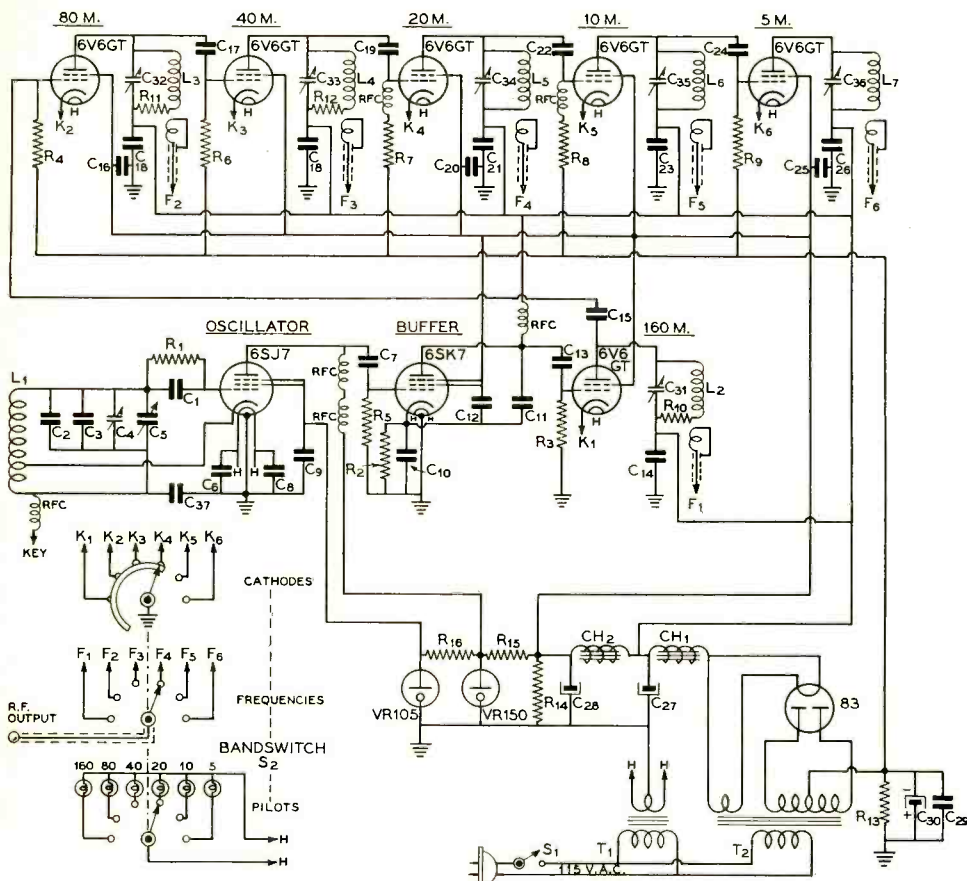 80 M. 40 M. 20 M. 10 M. 5 M.
6V6GT C17 6V6GT C19 6V6GT C22 6V6GT C24 6V6GT
C32 L3 C33 L4 C34 L5 C35 L6 C36 L7
R11 R12 RFC RFC
H H H H H
K2 K3 K4 K5 K6
R4 R6 R7 R8 R9
C16 C18 C18 C20 C21 C23 C25 C26
F2 F3 F4 F5 F6
RFC C15
OSCILLATOR BUFFER 160 M.
R1 6SJ7 6SK7 C13 6V6 GT
L1 RFC C7 C31 L2
C1 R10
C2 C3 C4 C5 RFC R5 H H C12 C11 R3 H
K1
R2 C10 C14
C6 H H C8 C9
F1
RFC C37
KEY
K1 K2 K3 K4 K5 K6
CATHODES
F1 F2 F3 F4 F5 F6
FREQUENCIES
R.F. OUTPUT
BANDSWITCH
S2
160 80 40 20 10 5
PILOTS
H
H
R16 R15 CH2 CH1
R14 C28 C27 83
VR105 VR150
H H
R13 C30 C29
- +
T1 T2
S1
115 V.A.C.